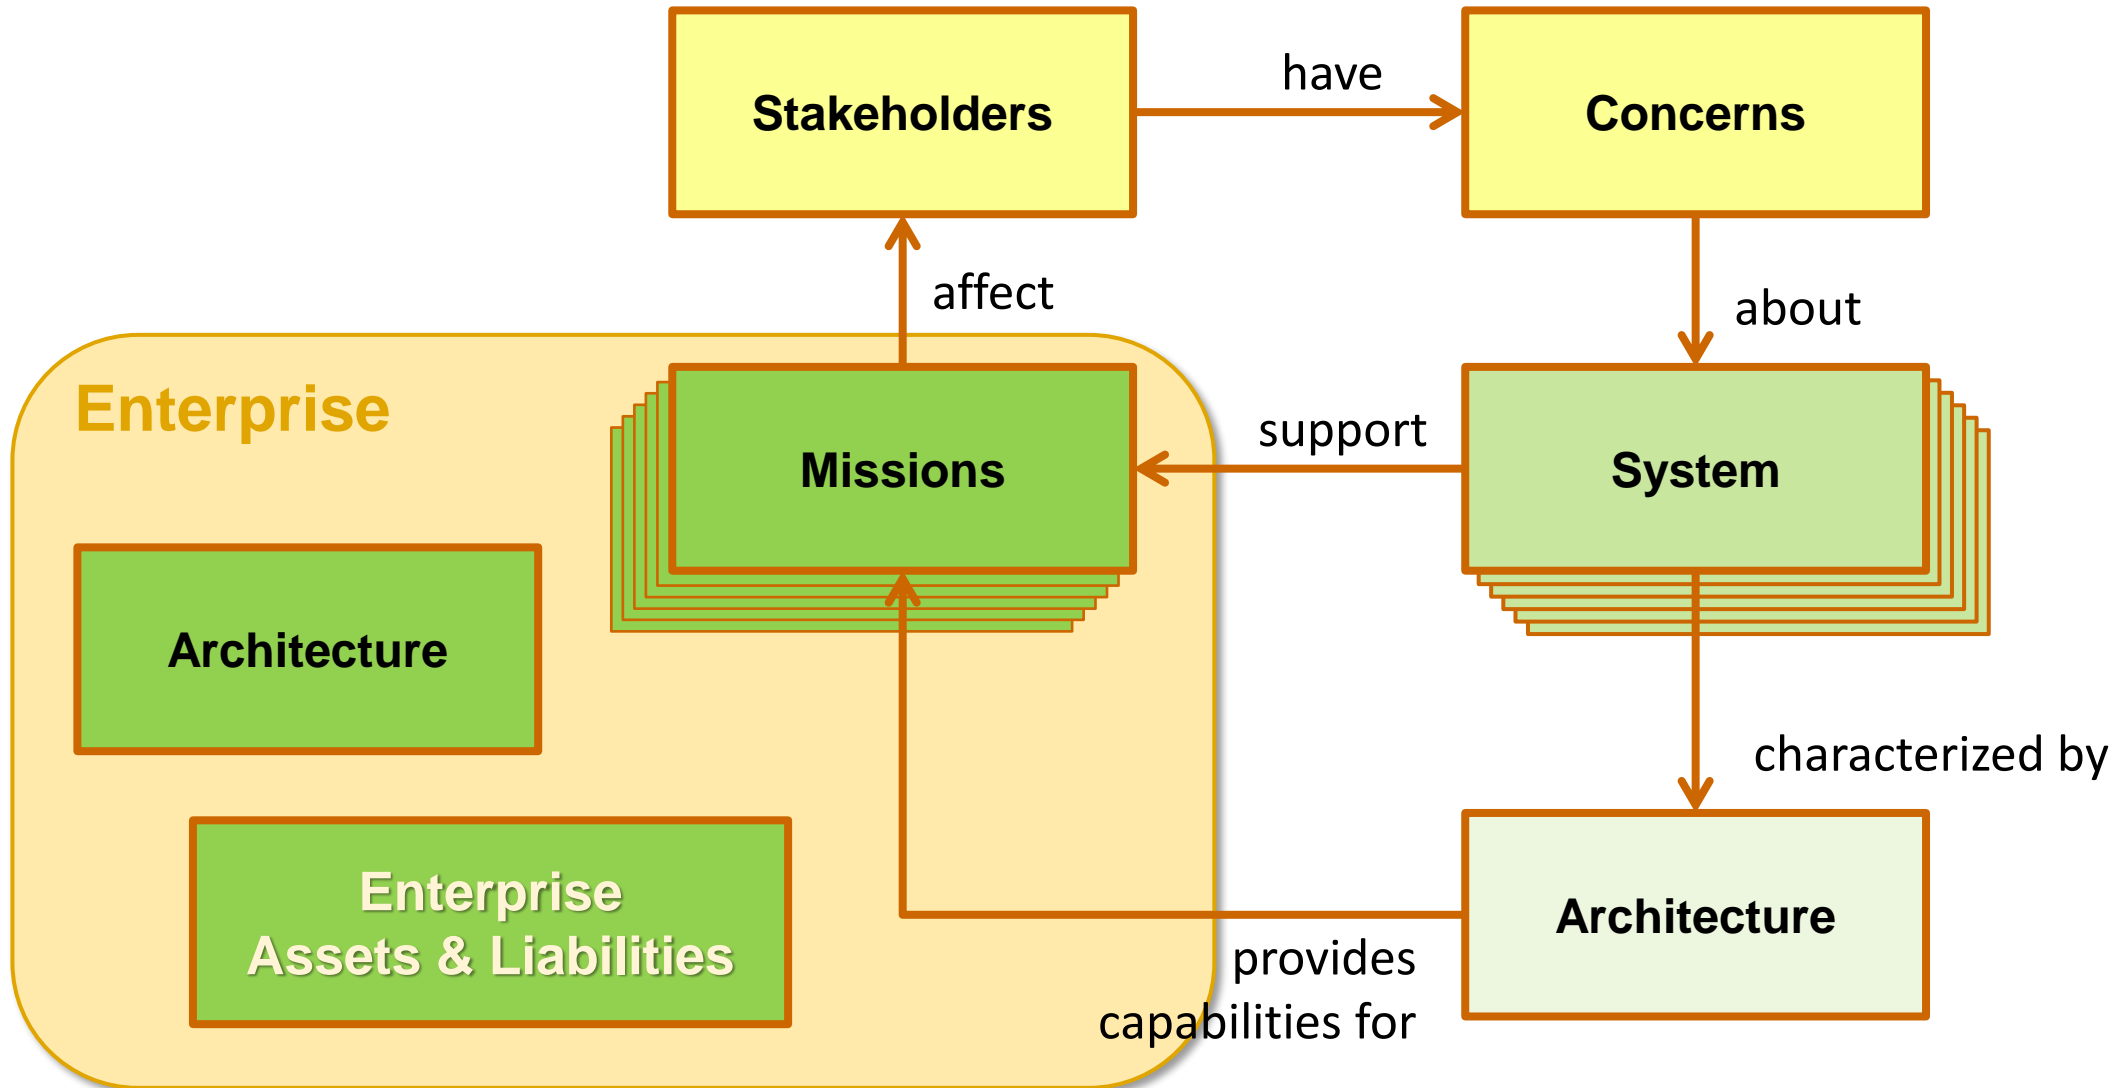 Stakeholders
have
Concerns
affect
about
Enterprise
Missions
support
System
Architecture
characterized by
Enterprise
Assets & Liabilities
provides
capabilities for
Architecture